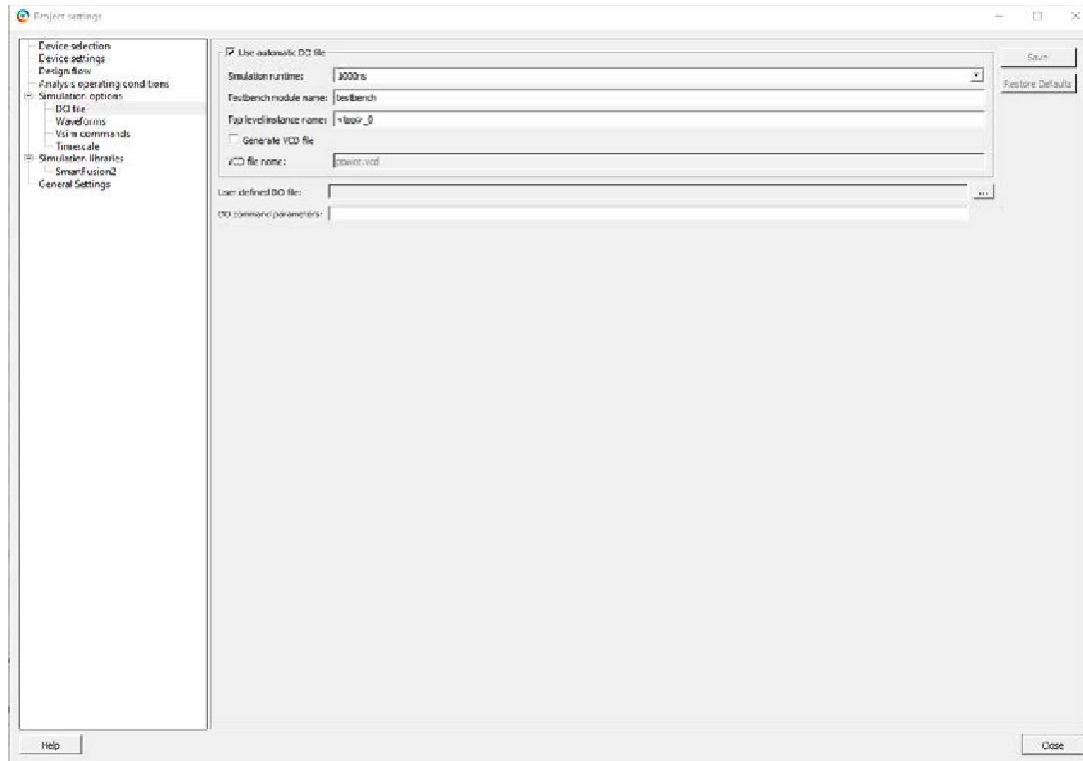 Project settings
Device selection
Device settings
Design flow
Analysis operating conditions
Simulation options
DO file
Waveforms
Vsim commands
Timescale
Simulation libraries
SmartFusion2
General Settings
Use automatic DO file
Simulation runtime: 1000ns
Testbench module name: testbench
Top level instance name: <top>_0
Generate VCD file
VCD file name: power.vcd
User defined DO file:
...
DO command parameters:
Save
Restore Defaults
Help
Close